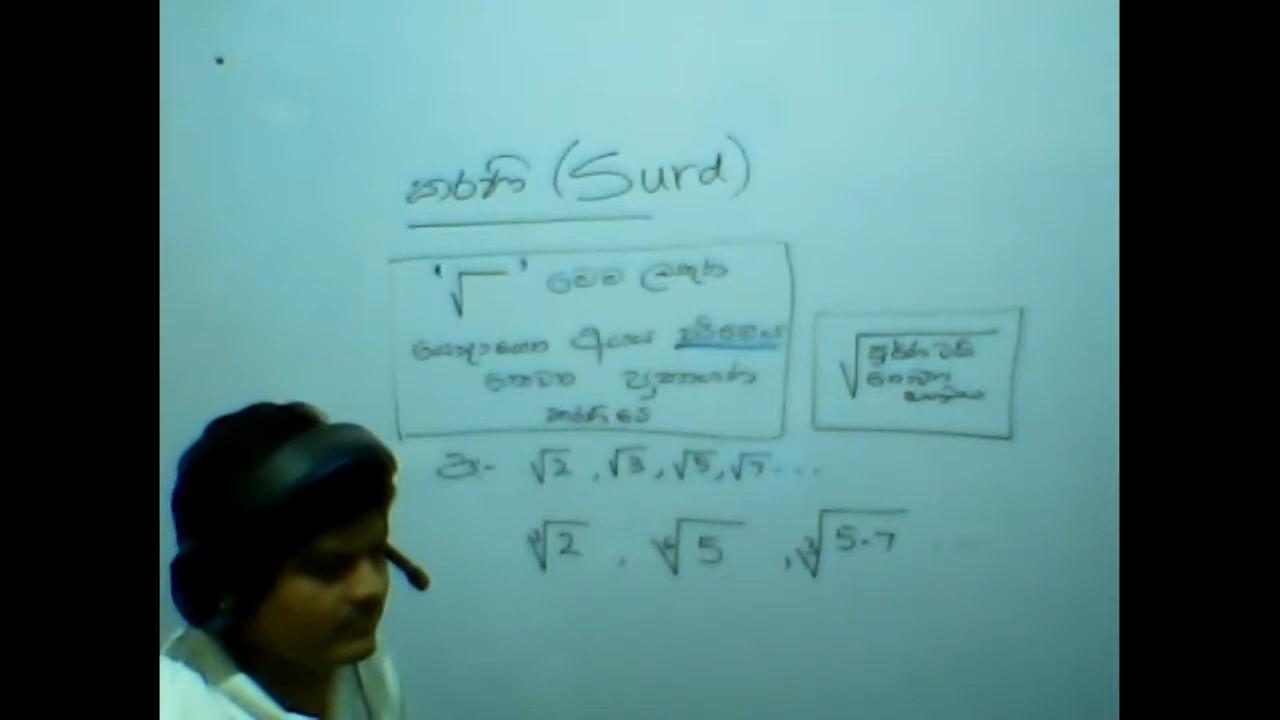 කරණි (Surd)
'√‾' මෙම ලකුණ
යොදාගෙන අගය පරිමේය
නොවන ප්‍රකාශන
කරණි වේ
√ පූර්ණ වර්ග
නොවන
උදා:- √2 , √3 , √5 , √7 ...
∛2 , √5 , ∛5.7 ...